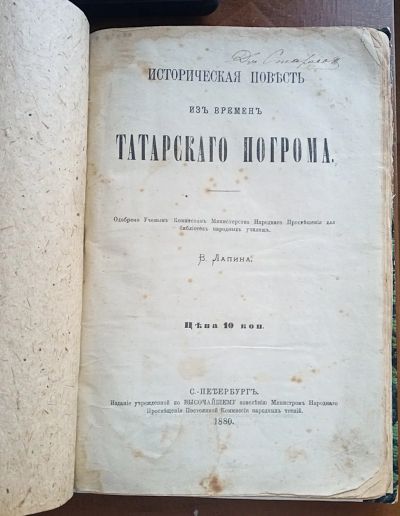 ИСТОРИЧЕСКАЯ ПОВѢСТЬ
ИЗЪ ВРЕМЕНЪ
ТАТАРСКАГО ПОГРОМА.
Одобрено Ученымъ Комитетомъ Министерства Народнаго Просвѣщенія для
библіотекъ народныхъ училищъ.
В. Лапина.
Цѣна 10 коп.
С.-ПЕТЕРБУРГЪ.
Изданіе учрежденной по ВЫСОЧАЙШЕМУ повелѣнію Министромъ Народнаго
Просвѣщенія Постоянной Комиссіи народныхъ чтеній.
1880.